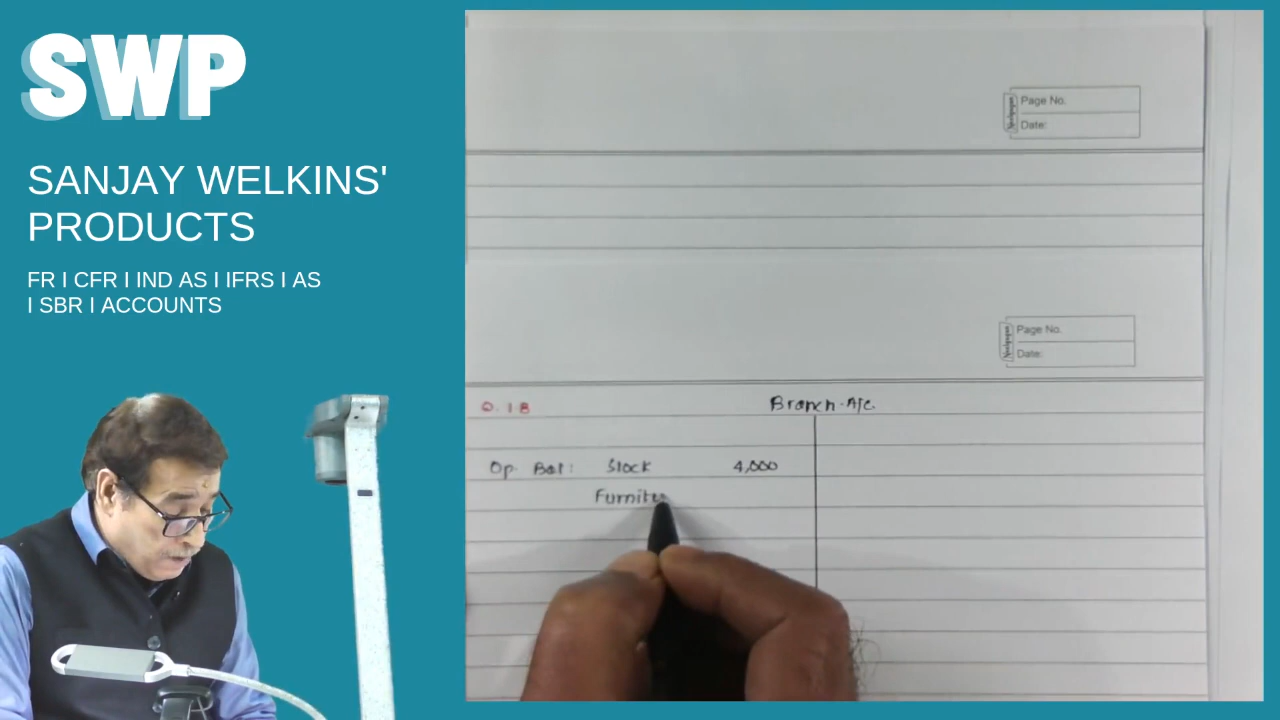 SWP
SANJAY WELKINS'
PRODUCTS
FR I CFR I IND AS I IFRS I AS
I SBR I ACCOUNTS
Page No.
Date:
Page No.
Date:
Q. 18
Branch A/c
Op. Bal: Stock 4,000
Furnitu